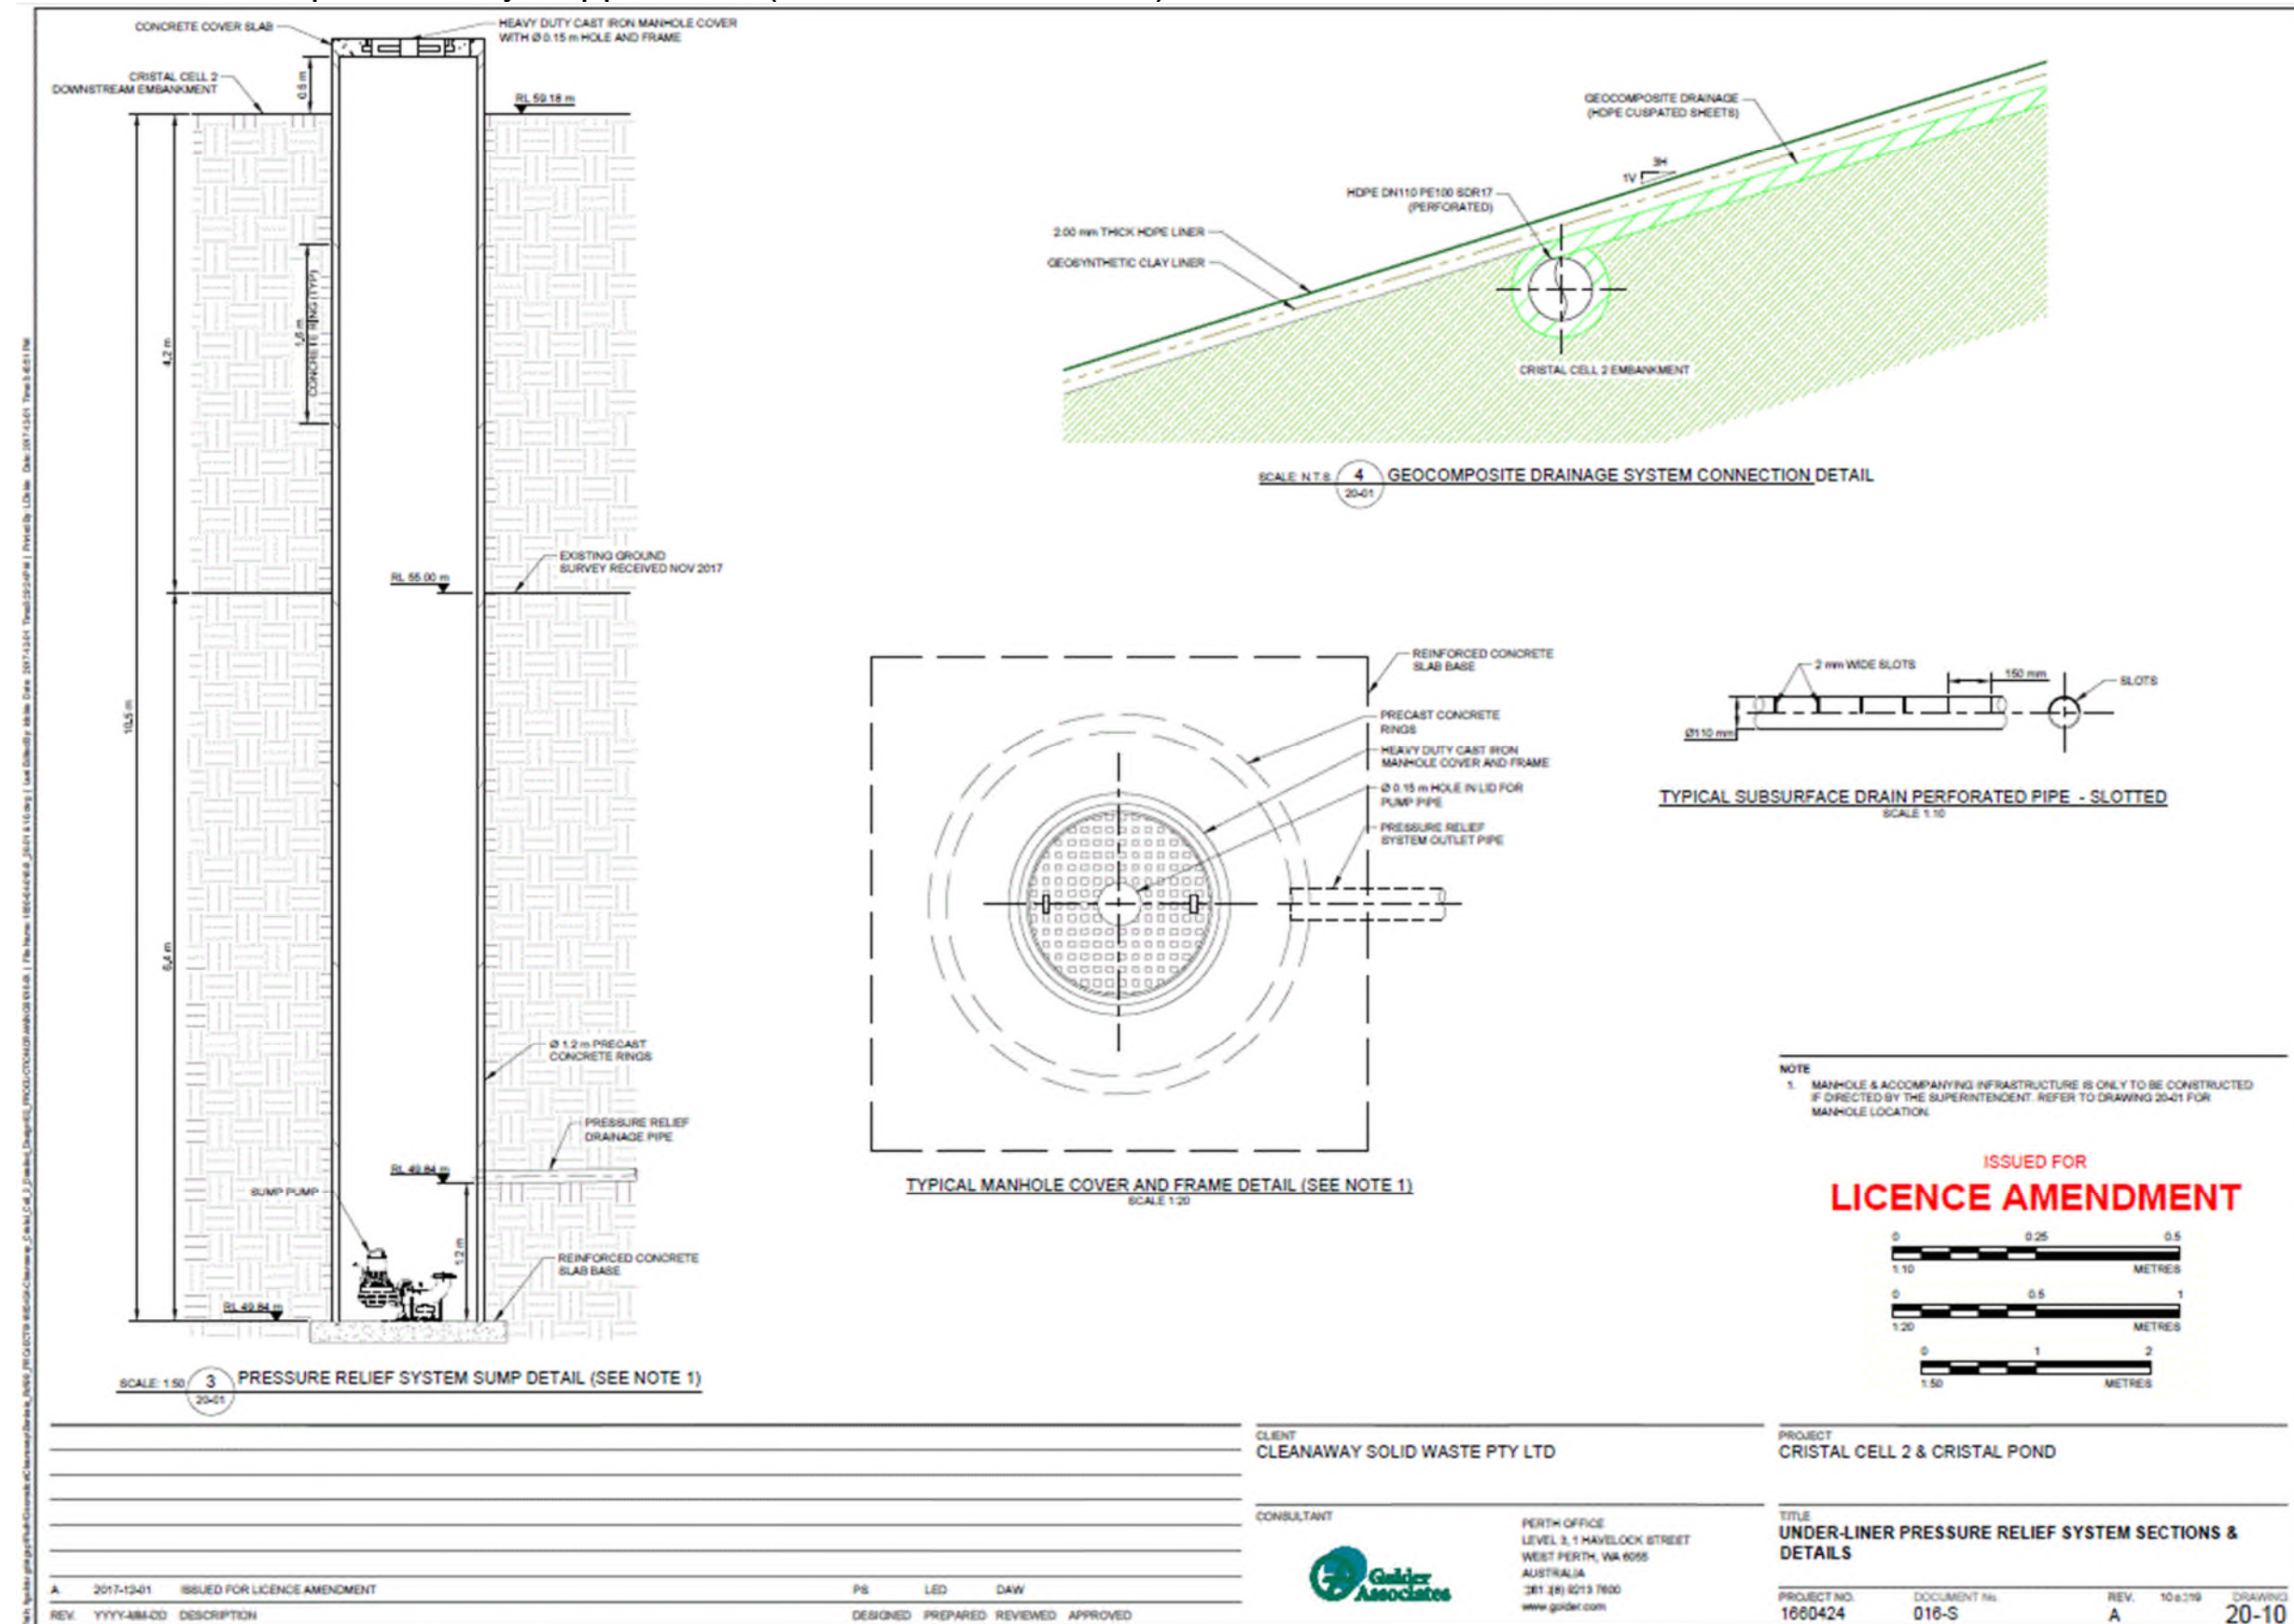 CONCRETE COVER SLAB
HEAVY DUTY CAST IRON MANHOLE COVER
WITH Ø 0.15 m HOLE AND FRAME
CRISTAL CELL 2
DOWNSTREAM EMBANKMENT
RL 59.18 m
4.2 m
CONCRETE RING (TYP)
10.5 m
EXISTING GROUND
SURVEY RECEIVED NOV 2017
RL 55.00 m
6.4 m
Ø 1.2 m PRECAST
CONCRETE RINGS
PRESSURE RELIEF
DRAINAGE PIPE
RL 49.84 m
SUMP PUMP
1.2 m
REINFORCED CONCRETE
SLAB BASE
RL 49.84 m
SCALE: 1:50
3
20-01
PRESSURE RELIEF SYSTEM SUMP DETAIL (SEE NOTE 1)
GEOCOMPOSITE DRAINAGE
(HDPE CUSPATED SHEETS)
3H
1V
HDPE DN110 PE100 SDR17
(PERFORATED)
2.00 mm THICK HDPE LINER
GEOSYNTHETIC CLAY LINER
CRISTAL CELL 2 EMBANKMENT
SCALE: N.T.S
4
20-01
GEOCOMPOSITE DRAINAGE SYSTEM CONNECTION DETAIL
REINFORCED CONCRETE
SLAB BASE
PRECAST CONCRETE
RINGS
HEAVY DUTY CAST IRON
MANHOLE COVER AND FRAME
Ø 0.15 m HOLE IN LID FOR
PUMP PIPE
PRESSURE RELIEF
SYSTEM OUTLET PIPE
TYPICAL MANHOLE COVER AND FRAME DETAIL (SEE NOTE 1)
SCALE 1:20
2 mm WIDE SLOTS
150 mm
SLOTS
Ø110 mm
TYPICAL SUBSURFACE DRAIN PERFORATED PIPE - SLOTTED
SCALE 1:10
NOTE
1. MANHOLE & ACCOMPANYING INFRASTRUCTURE IS ONLY TO BE CONSTRUCTED
IF DIRECTED BY THE SUPERINTENDENT. REFER TO DRAWING 20-01 FOR
MANHOLE LOCATION.
ISSUED FOR
LICENCE AMENDMENT
0 0.25 0.5
1:10 METRES
0 0.5 1
1:20 METRES
0 1 2
1:50 METRES
CLIENT
CLEANAWAY SOLID WASTE PTY LTD
PROJECT
CRISTAL CELL 2 & CRISTAL POND
CONSULTANT
Golder
Associates
PERTH OFFICE
LEVEL 3, 1 HAVELOCK STREET
WEST PERTH, WA 6055
AUSTRALIA
www.golder.com
TITLE
UNDER-LINER PRESSURE RELIEF SYSTEM SECTIONS &
DETAILS
A 2017-12-01 ISSUED FOR LICENCE AMENDMENT PS LED DAW
REV. YYYY-MM-DD DESCRIPTION DESIGNED PREPARED REVIEWED APPROVED
PROJECT NO. DOCUMENT No. REV. DRAWING
1660424 016-S A 20-10